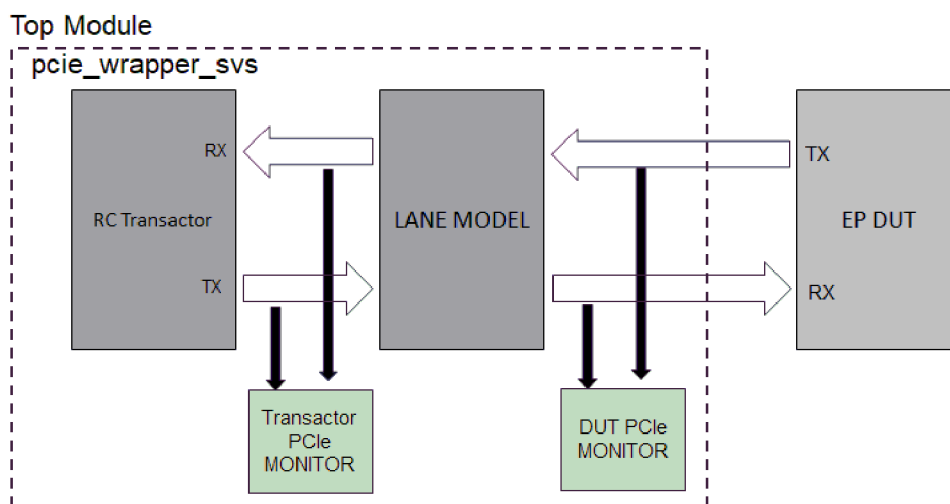 Top Module
pcie_wrapper_svs
RX
TX
RC Transactor
LANE MODEL
EP DUT
TX
RX
Transactor
PCIe
MONITOR
DUT PCIe
MONITOR